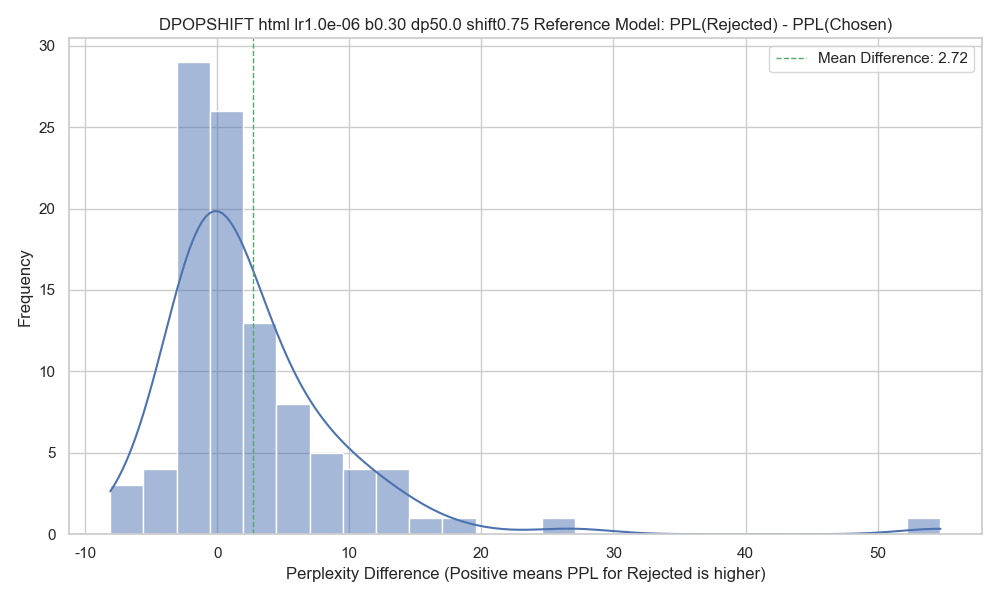 DPOPSHIFT html lr1.0e-06 b0.30 dp50.0 shift0.75 Reference Model: PPL(Rejected) - PPL(Chosen)
Mean Difference: 2.72
Frequency
30
25
20
15
10
5
0
-10 0 10 20 30 40 50
Perplexity Difference (Positive means PPL for Rejected is higher)